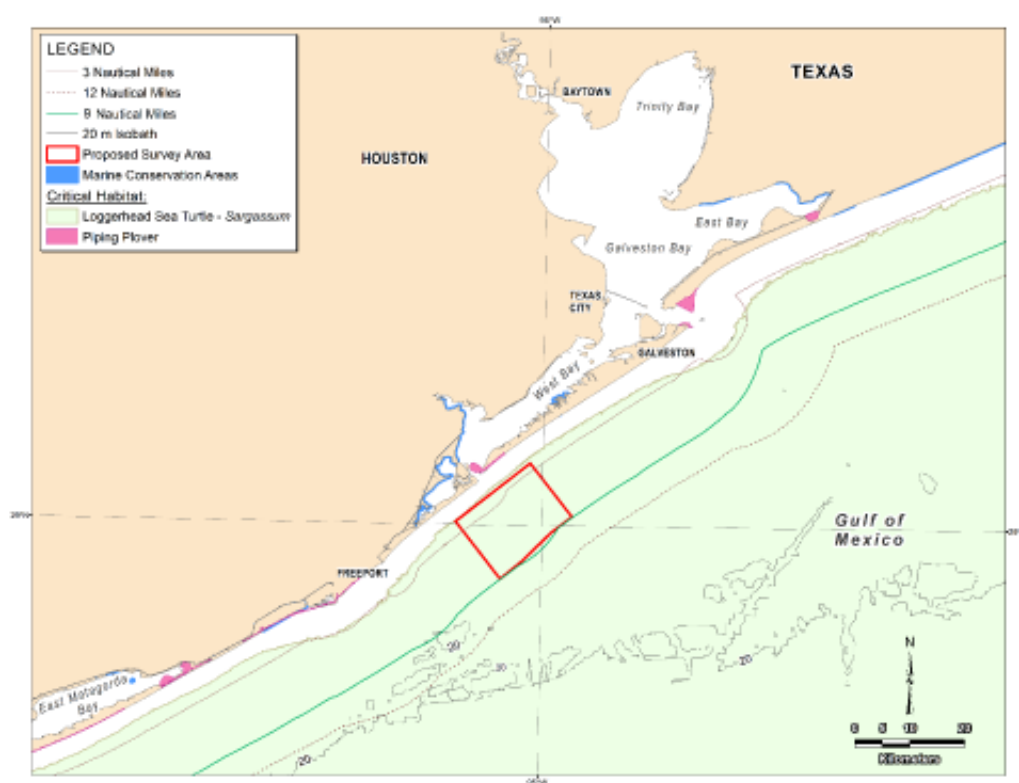 95°W
LEGEND
3 Nautical Miles
12 Nautical Miles
9 Nautical Miles
20 m Isobath
Proposed Survey Area
Marine Conservation Areas
Critical Habitat:
Loggerhead Sea Turtle - Sargassum
Piping Plover
TEXAS
BAYTOWN
Trinity Bay
HOUSTON
East Bay
Galveston Bay
TEXAS
CITY
GALVESTON
West Bay
Gulf of
Mexico
FREEPORT
20
20
20
20
East Matagorda
Bay
N
0 5 10 20
Kilometers